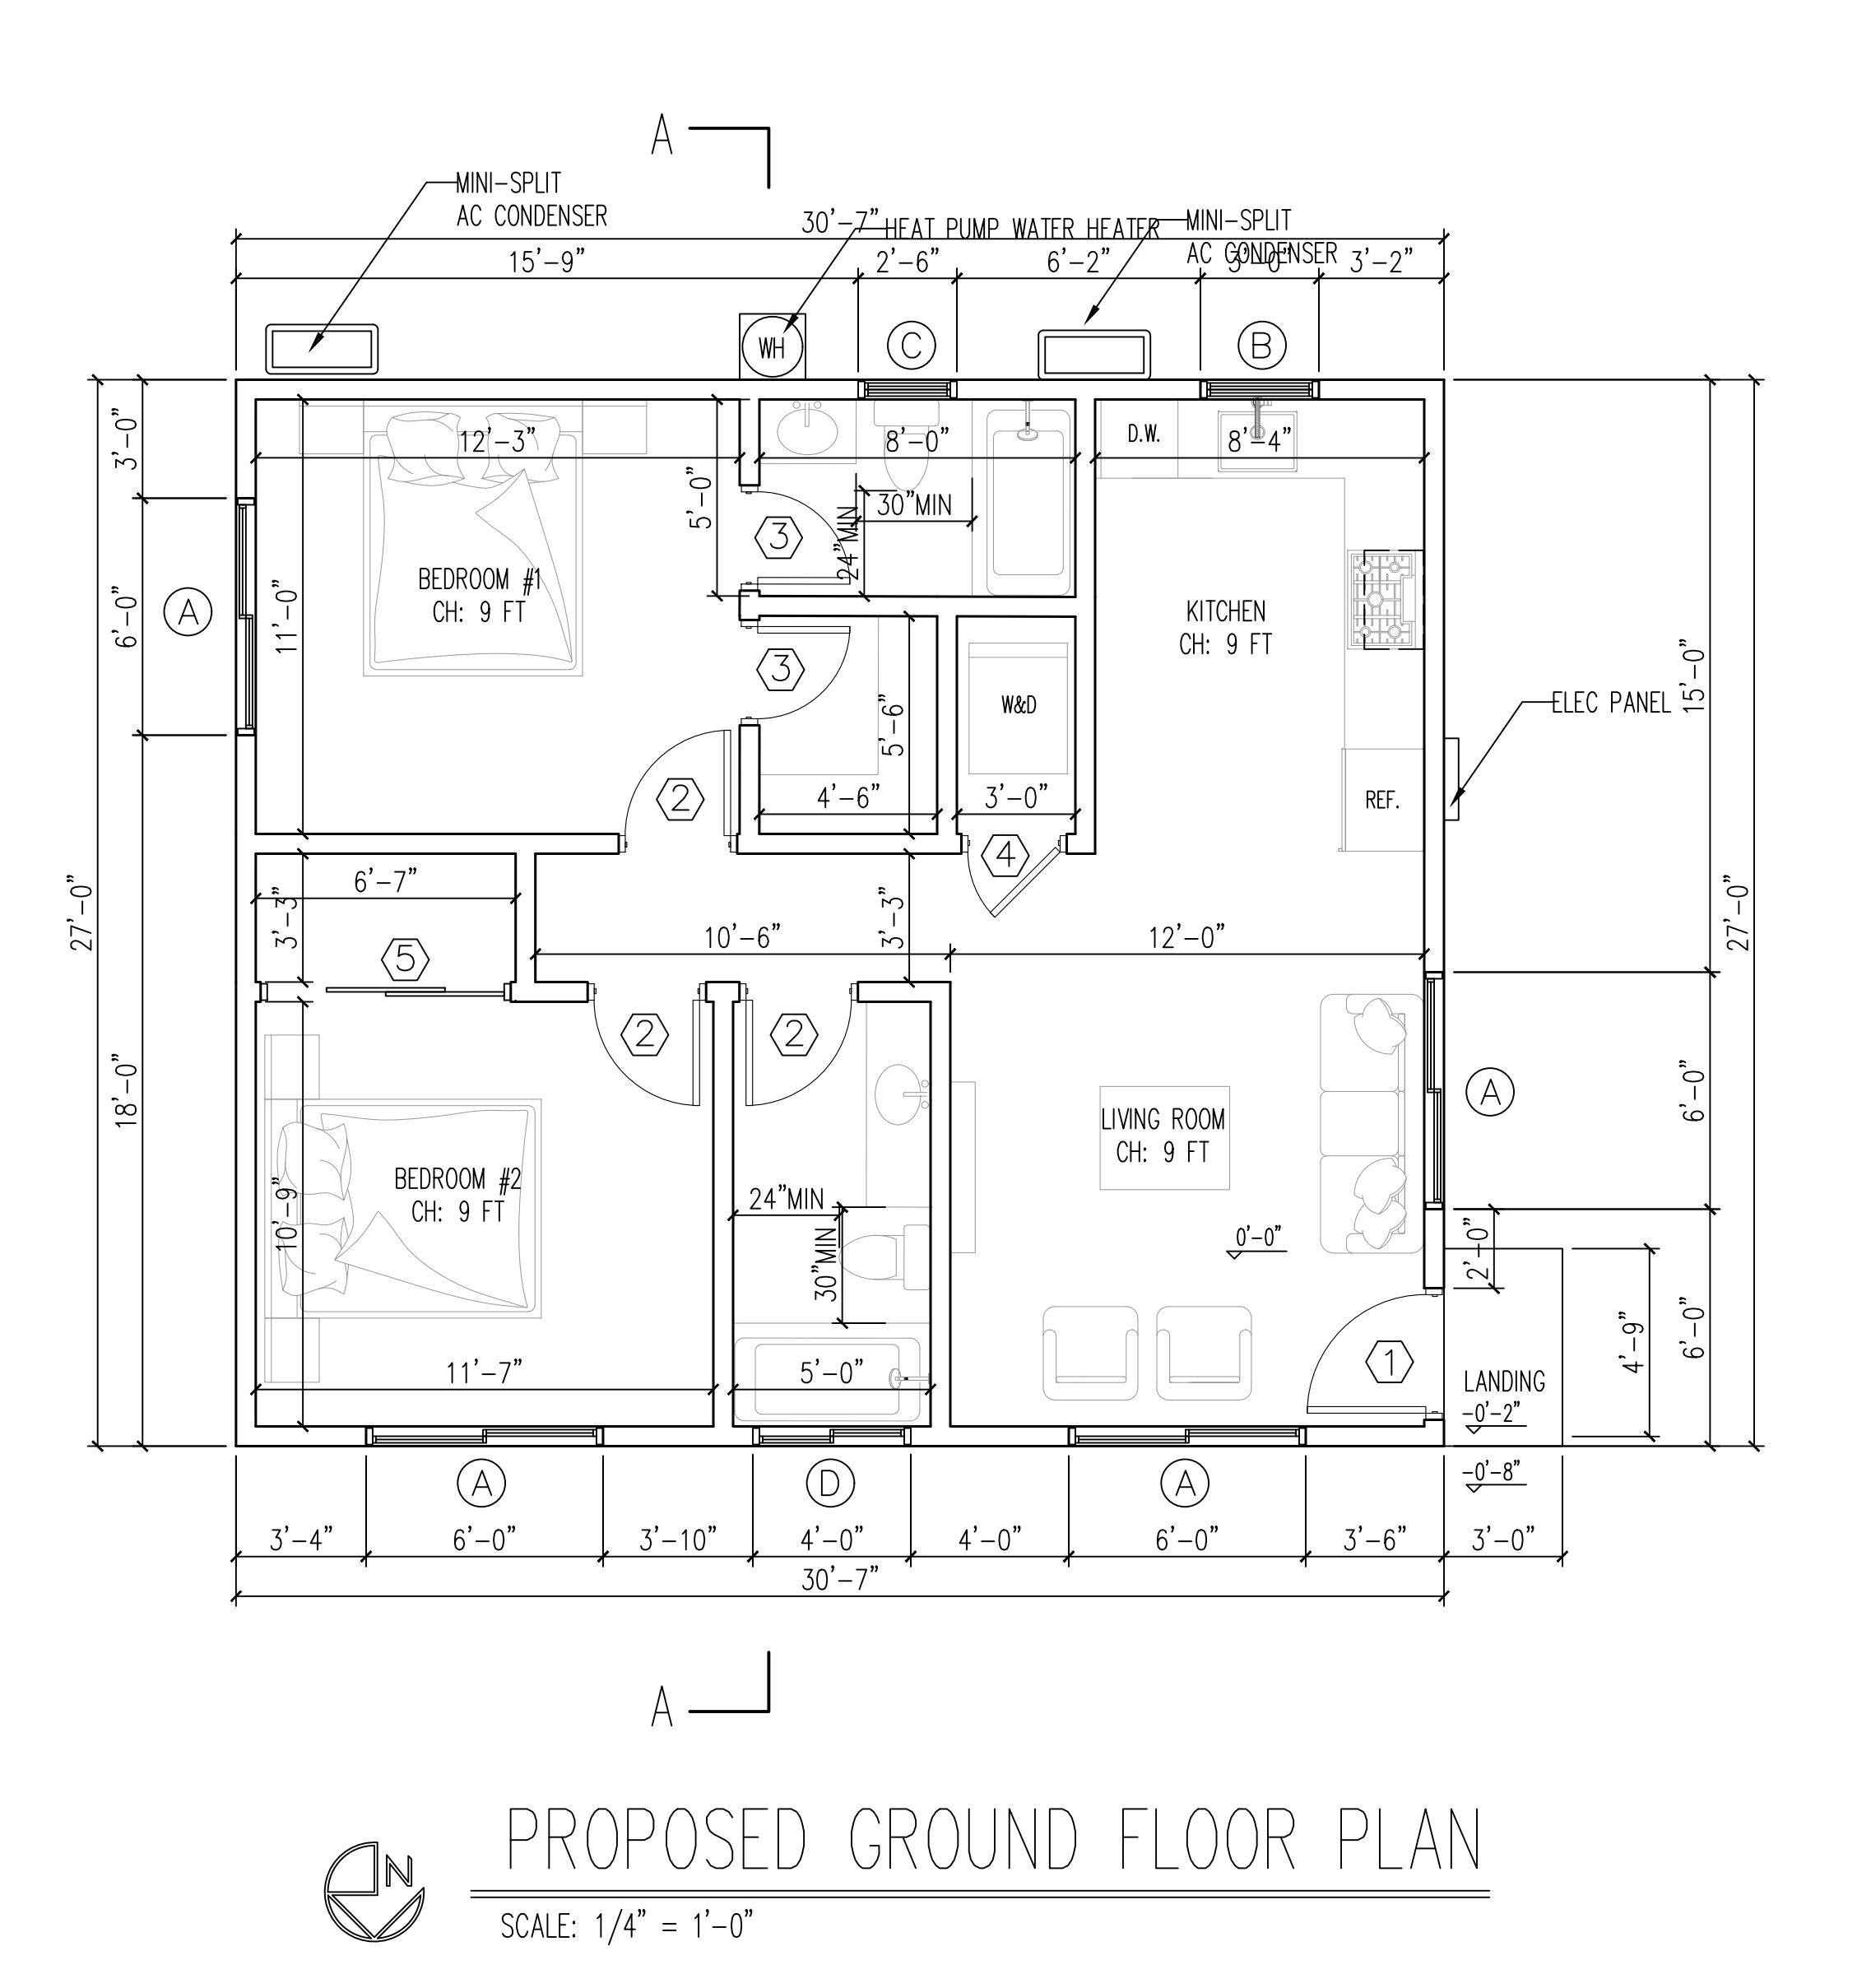 A
MINI-SPLIT
AC CONDENSER
30'-7"
HEAT PUMP WATER HEATER
MINI-SPLIT
AC CONDENSER
15'-9"
2'-6"
6'-2"
3'-0"
3'-2"
WH
C
B
3'-0"
12'-3"
8'-0"
D.W.
8'-4"
5'-0"
30"MIN
24"MIN
3
BEDROOM #1
CH: 9 FT
11'-0"
6'-0"
A
KITCHEN
CH: 9 FT
3
W&D
15'-0"
ELEC PANEL
5'-6"
2
4'-6"
3'-0"
REF.
4
6'-7"
3'-3"
3'-3"
27'-0"
27'-0"
10'-6"
12'-0"
5
2
2
18'-0"
6'-0"
A
LIVING ROOM
CH: 9 FT
BEDROOM #2
CH: 9 FT
10'-9"
24"MIN
30"MIN
0'-0"
2'-0"
4'-9"
6'-0"
1
11'-7"
5'-0"
LANDING
-0'-2"
-0'-8"
A
D
A
3'-4"
6'-0"
3'-10"
4'-0"
4'-0"
6'-0"
3'-6"
3'-0"
30'-7"
A
PROPOSED GROUND FLOOR PLAN
N
SCALE: 1/4" = 1'-0"